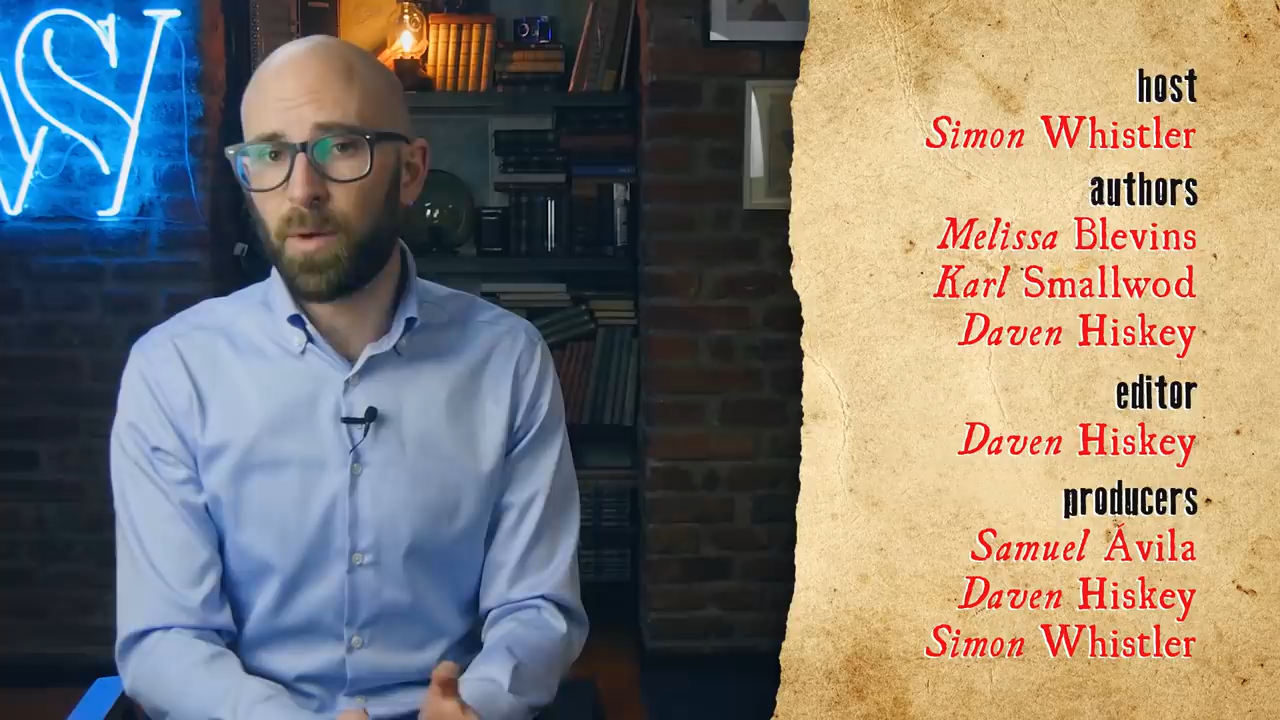 SW
host
Simon Whistler
authors
Melissa Blevins
Karl Smallwod
Daven Hiskey
editor
Daven Hiskey
producers
Samuel Ávila
Daven Hiskey
Simon Whistler